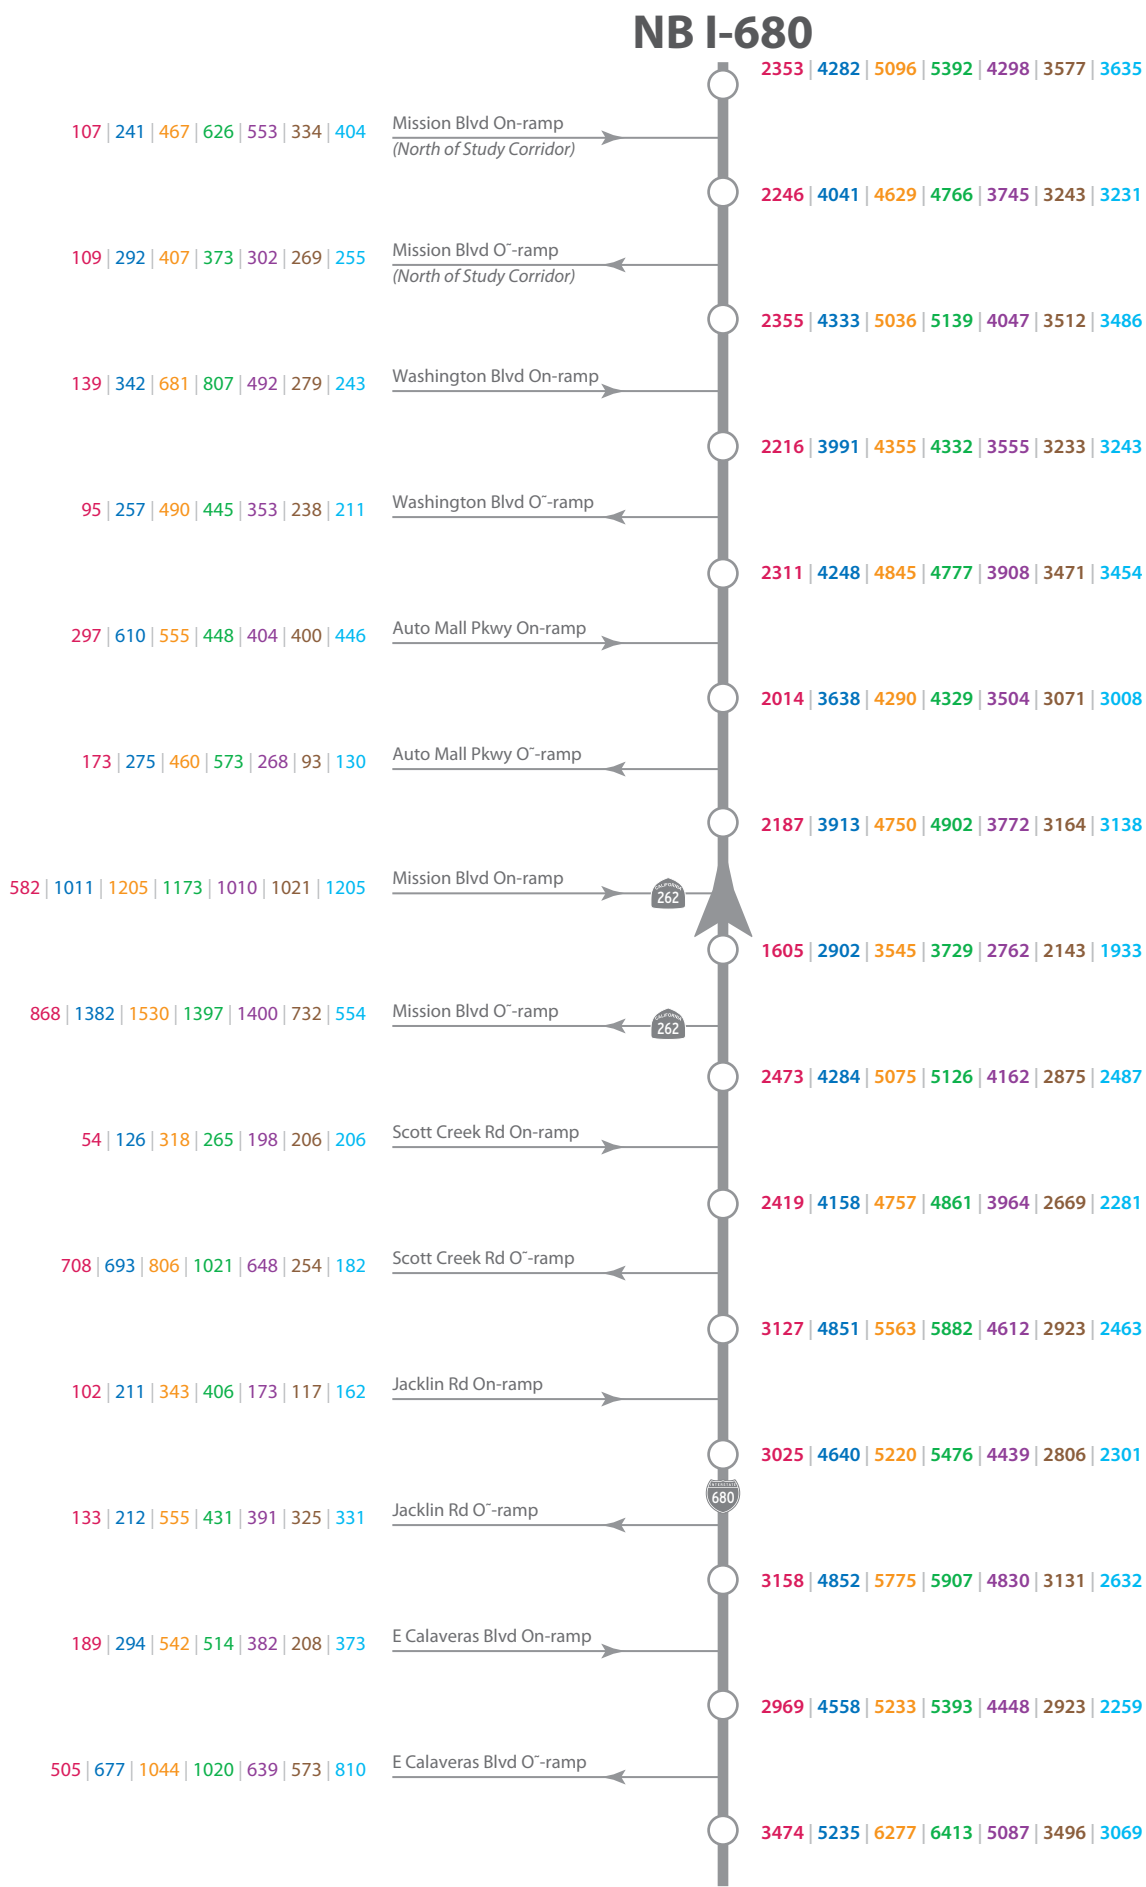 NB I-680
2353 | 4282 | 5096 | 5392 | 4298 | 3577 | 3635
107 | 241 | 467 | 626 | 553 | 334 | 404
Mission Blvd On-ramp
(North of Study Corridor)
2246 | 4041 | 4629 | 4766 | 3745 | 3243 | 3231
109 | 292 | 407 | 373 | 302 | 269 | 255
Mission Blvd O˜-ramp
(North of Study Corridor)
2355 | 4333 | 5036 | 5139 | 4047 | 3512 | 3486
139 | 342 | 681 | 807 | 492 | 279 | 243
Washington Blvd On-ramp
2216 | 3991 | 4355 | 4332 | 3555 | 3233 | 3243
95 | 257 | 490 | 445 | 353 | 238 | 211
Washington Blvd O˜-ramp
2311 | 4248 | 4845 | 4777 | 3908 | 3471 | 3454
297 | 610 | 555 | 448 | 404 | 400 | 446
Auto Mall Pkwy On-ramp
2014 | 3638 | 4290 | 4329 | 3504 | 3071 | 3008
173 | 275 | 460 | 573 | 268 | 93 | 130
Auto Mall Pkwy O˜-ramp
2187 | 3913 | 4750 | 4902 | 3772 | 3164 | 3138
582 | 1011 | 1205 | 1173 | 1010 | 1021 | 1205
Mission Blvd On-ramp
CALIFORNIA
262
1605 | 2902 | 3545 | 3729 | 2762 | 2143 | 1933
868 | 1382 | 1530 | 1397 | 1400 | 732 | 554
Mission Blvd O˜-ramp
CALIFORNIA
262
2473 | 4284 | 5075 | 5126 | 4162 | 2875 | 2487
54 | 126 | 318 | 265 | 198 | 206 | 206
Scott Creek Rd On-ramp
2419 | 4158 | 4757 | 4861 | 3964 | 2669 | 2281
708 | 693 | 806 | 1021 | 648 | 254 | 182
Scott Creek Rd O˜-ramp
3127 | 4851 | 5563 | 5882 | 4612 | 2923 | 2463
102 | 211 | 343 | 406 | 173 | 117 | 162
Jacklin Rd On-ramp
3025 | 4640 | 5220 | 5476 | 4439 | 2806 | 2301
INTERSTATE
680
133 | 212 | 555 | 431 | 391 | 325 | 331
Jacklin Rd O˜-ramp
3158 | 4852 | 5775 | 5907 | 4830 | 3131 | 2632
189 | 294 | 542 | 514 | 382 | 208 | 373
E Calaveras Blvd On-ramp
2969 | 4558 | 5233 | 5393 | 4448 | 2923 | 2259
505 | 677 | 1044 | 1020 | 639 | 573 | 810
E Calaveras Blvd O˜-ramp
3474 | 5235 | 6277 | 6413 | 5087 | 3496 | 3069